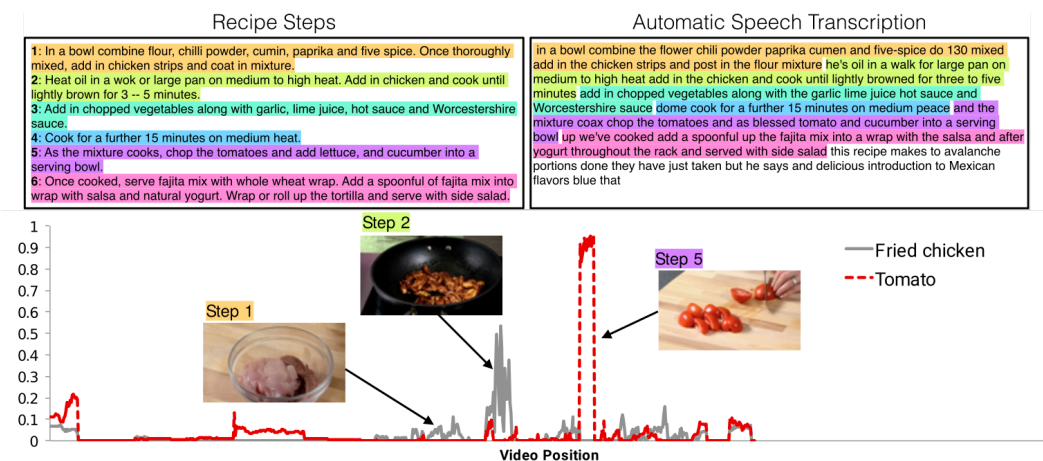 Recipe Steps
1: In a bowl combine flour, chilli powder, cumin, paprika and five spice. Once thoroughly
mixed, add in chicken strips and coat in mixture.
2: Heat oil in a wok or large pan on medium to high heat. Add in chicken and cook until
lightly brown for 3 -- 5 minutes.
3: Add in chopped vegetables along with garlic, lime juice, hot sauce and Worcestershire
sauce.
4: Cook for a further 15 minutes on medium heat.
5: As the mixture cooks, chop the tomatoes and add lettuce, and cucumber into a
serving bowl.
6: Once cooked, serve fajita mix with whole wheat wrap. Add a spoonful of fajita mix into
wrap with salsa and natural yogurt. Wrap or roll up the tortilla and serve with side salad.
Automatic Speech Transcription
in a bowl combine the flower chili powder paprika cumen and five-spice do 130 mixed
add in the chicken strips and post in the flour mixture he's oil in a walk for large pan on
medium to high heat add in the chicken and cook until lightly browned for three to five
minutes add in chopped vegetables along with the garlic lime juice hot sauce and
Worcestershire sauce dome cook for a further 15 minutes on medium peace and the
mixture coax chop the tomatoes and as blessed tomato and cucumber into a serving
bowl up we've cooked add a spoonful up the fajita mix into a wrap with the salsa and after
yogurt throughout the rack and served with side salad this recipe makes to avalanche
portions done they have just taken but he says and delicious introduction to Mexican
flavors blue that
1
0.9
0.8
0.7
0.6
0.5
0.4
0.3
0.2
0.1
0
Step 1
Step 2
Step 5
Fried chicken
Tomato
Video Position